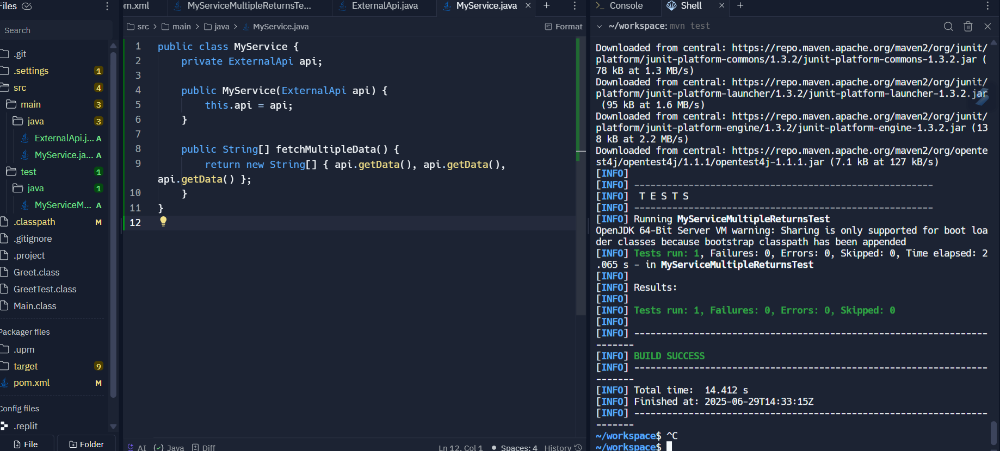 Files
Search
.git
.settings 1
src 4
main 3
java 3
ExternalApi.j... A
MyService.ja... A
test 1
java 1
MyServiceM... A
.classpath M
.gitignore
.project
Greet.class
GreetTest.class
Main.class
Packager files
.upm
target 9
pom.xml M
Config files
.replit
File Folder
om.xml MyServiceMultipleReturnsTe... ExternalApi.java MyService.java × +
src > main > java > MyService.java Format
1 public class MyService {
2 private ExternalApi api;
3
4 public MyService(ExternalApi api) {
5 this.api = api;
6 }
7
8 public String[] fetchMultipleData() {
9 return new String[] { api.getData(), api.getData(),
api.getData() };
10 }
11 }
12
AI Java Diff Ln 12, Col 1 Spaces: 4 History
Console Shell × +
~/workspace: mvn test
Downloaded from central: https://repo.maven.apache.org/maven2/org/junit/
platform/junit-platform-commons/1.3.2/junit-platform-commons-1.3.2.jar (
78 kB at 1.3 MB/s)
Downloaded from central: https://repo.maven.apache.org/maven2/org/junit/
platform/junit-platform-launcher/1.3.2/junit-platform-launcher-1.3.2.jar
(95 kB at 1.6 MB/s)
Downloaded from central: https://repo.maven.apache.org/maven2/org/junit/
platform/junit-platform-engine/1.3.2/junit-platform-engine-1.3.2.jar (13
8 kB at 2.2 MB/s)
Downloaded from central: https://repo.maven.apache.org/maven2/org/opente
st4j/opentest4j/1.1.1/opentest4j-1.1.1.jar (7.1 kB at 127 kB/s)
[INFO]
[INFO] -------------------------------------------------------
[INFO] T E S T S
[INFO] -------------------------------------------------------
[INFO] Running MyServiceMultipleReturnsTest
OpenJDK 64-Bit Server VM warning: Sharing is only supported for boot loa
der classes because bootstrap classpath has been appended
[INFO] Tests run: 1, Failures: 0, Errors: 0, Skipped: 0, Time elapsed: 2
.065 s - in MyServiceMultipleReturnsTest
[INFO]
[INFO] Results:
[INFO]
[INFO] Tests run: 1, Failures: 0, Errors: 0, Skipped: 0
[INFO]
[INFO] -----------------------------------------------------------------
-------
[INFO] BUILD SUCCESS
[INFO] -----------------------------------------------------------------
-------
[INFO] Total time: 14.412 s
[INFO] Finished at: 2025-06-29T14:33:15Z
[INFO] -----------------------------------------------------------------
-------
~/workspace$ ^C
~/workspace$